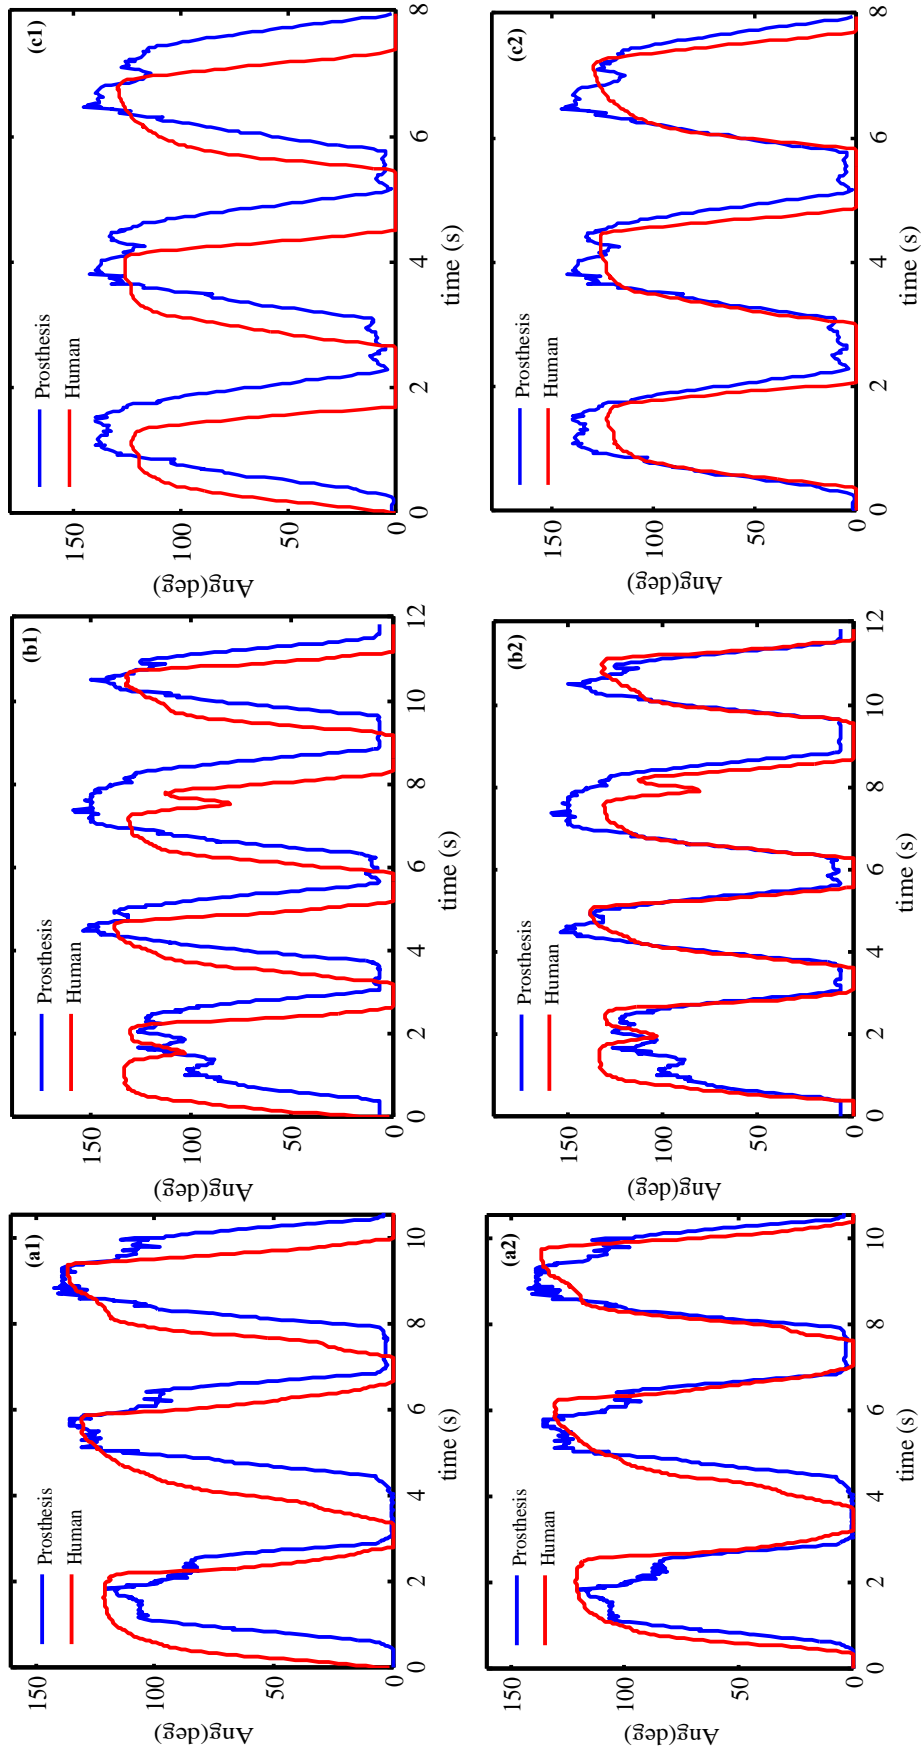 (a1)
Prosthesis
Human
150
100
50
0
0
2
4
6
8
10
Ang(deg)
time (s)
(b1)
Prosthesis
Human
150
100
50
0
0
2
4
6
8
10
12
Ang(deg)
time (s)
(c1)
Prosthesis
Human
150
100
50
0
0
2
4
6
8
Ang(deg)
time (s)
(a2)
Prosthesis
Human
150
100
50
0
0
2
4
6
8
10
Ang(deg)
time (s)
(b2)
Prosthesis
Human
150
100
50
0
0
2
4
6
8
10
12
Ang(deg)
time (s)
(c2)
Prosthesis
Human
150
100
50
0
0
2
4
6
8
Ang(deg)
time (s)